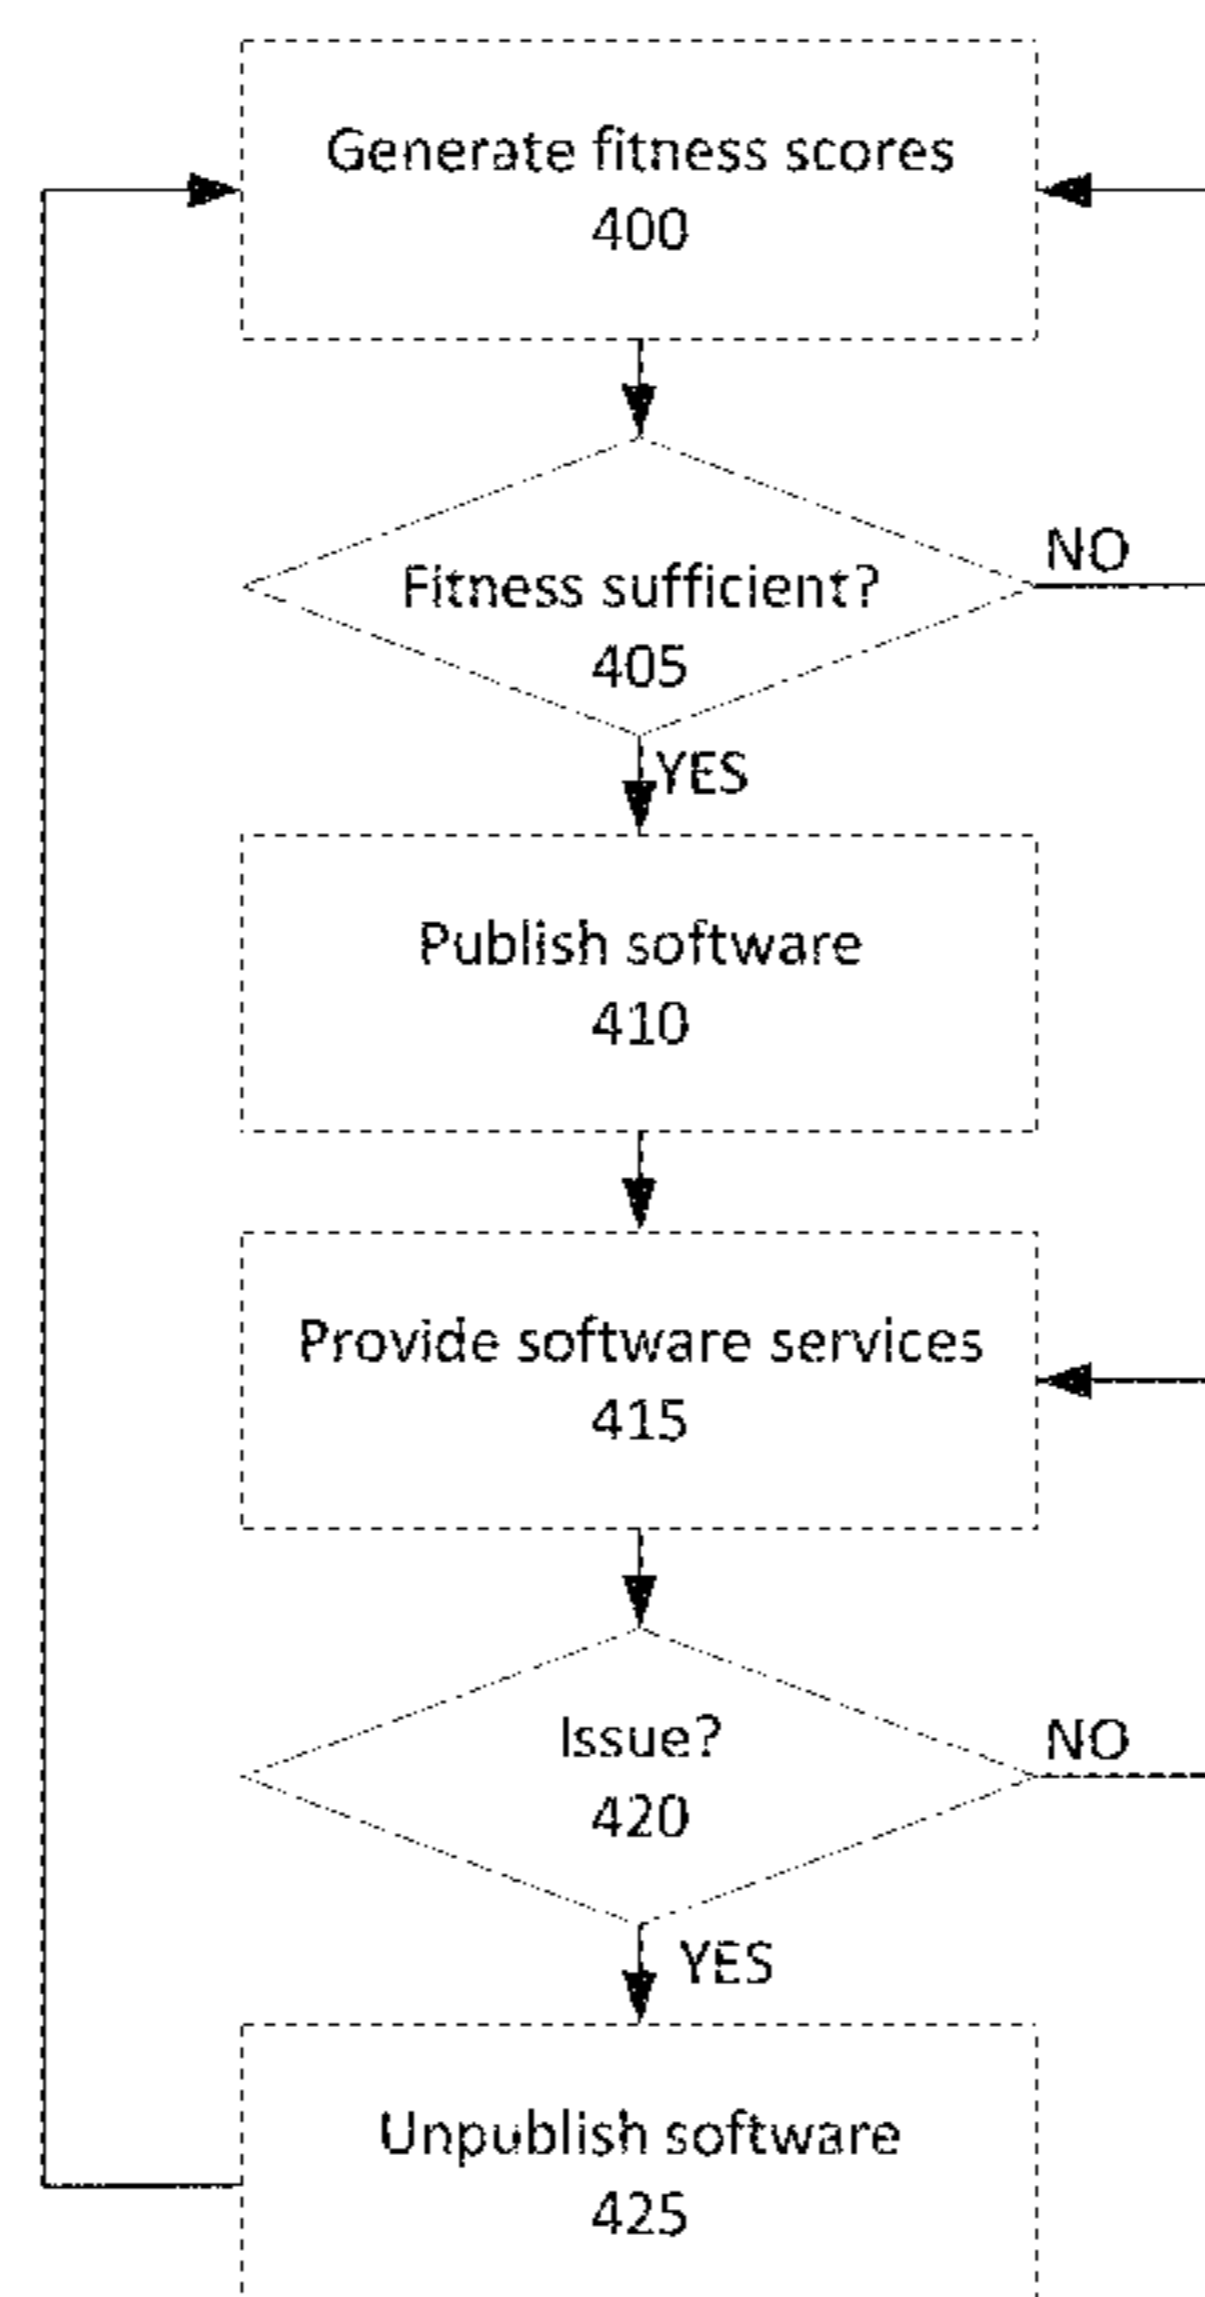 Generate fitness scores
400
Fitness sufficient?
405
NO
YES
Publish software
410
Provide software services
415
Issue?
420
NO
YES
Unpublish software
425